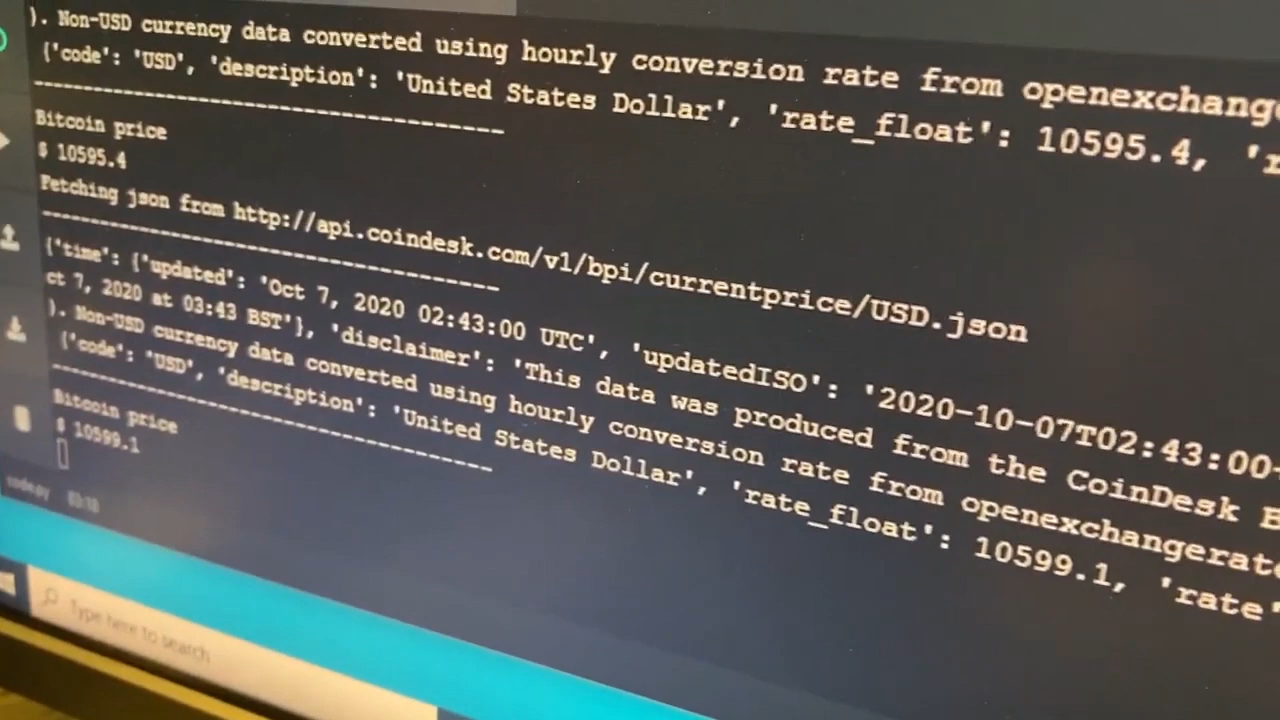 ). Non-USD currency data converted using hourly conversion rate from openexchang
{'code': 'USD', 'description': 'United States Dollar', 'rate_float': 10595.4, 'r
--------------------------------------------------
Bitcoin price
$ 10595.4
Fetching json from http://api.coindesk.com/v1/bpi/currentprice/USD.json
--------------------------------------------------
{'time': {'updated': 'Oct 7, 2020 02:43:00 UTC', 'updatedISO': '2020-10-07T02:43:00
ct 7, 2020 at 03:43 BST'}, 'disclaimer': 'This data was produced from the CoinDesk B
). Non-USD currency data converted using hourly conversion rate from openexchangerate
{'code': 'USD', 'description': 'United States Dollar', 'rate_float': 10599.1, 'rate'
--------------------------------------------------
Bitcoin price
$ 10599.1
code.py
Type here to search